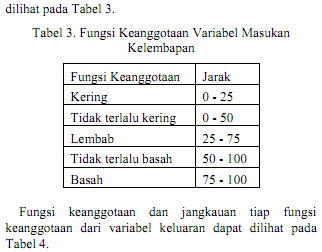 dilihat pada Tabel 3.
Tabel 3. Fungsi Keanggotaan Variabel Masukan
Kelembapan
Fungsi Keanggotaan Jarak
Kering 0 - 25
Tidak terlalu kering 0 - 50
Lembab 25 - 75
Tidak terlalu basah 50 - 100
Basah 75 - 100
Fungsi keanggotaan dan jangkauan tiap fungsi
keanggotaan dari variabel keluaran dapat dilihat pada
Tabel 4.